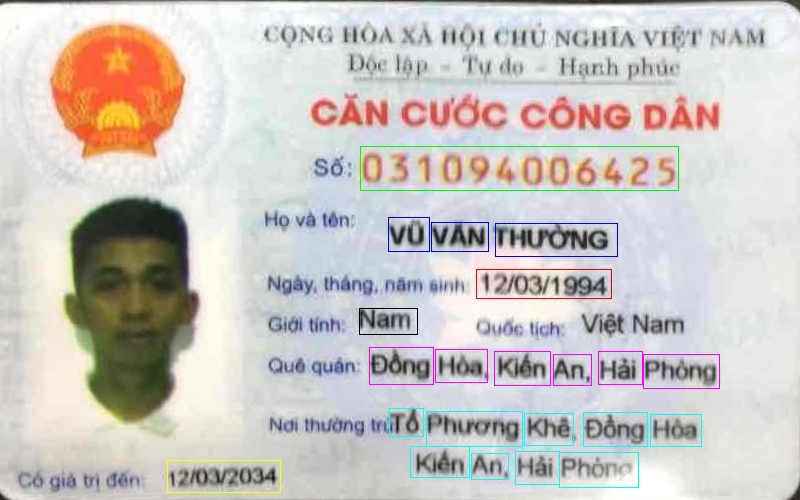 CỘNG HÒA XÃ HỘI CHỦ NGHĨA VIỆT NAM
Độc lập - Tự do - Hạnh phúc
CĂN CƯỚC CÔNG DÂN
Số: 031094006425
Họ và tên: VŨ VĂN THƯỜNG
Ngày, tháng, năm sinh: 12/03/1994
Giới tính: Nam Quốc tịch: Việt Nam
Quê quán: Đồng Hòa, Kiến An, Hải Phòng
Nơi thường trú: Tổ Phương Khê, Đồng Hòa
Kiến An, Hải Phòng
Có giá trị đến: 12/03/2034